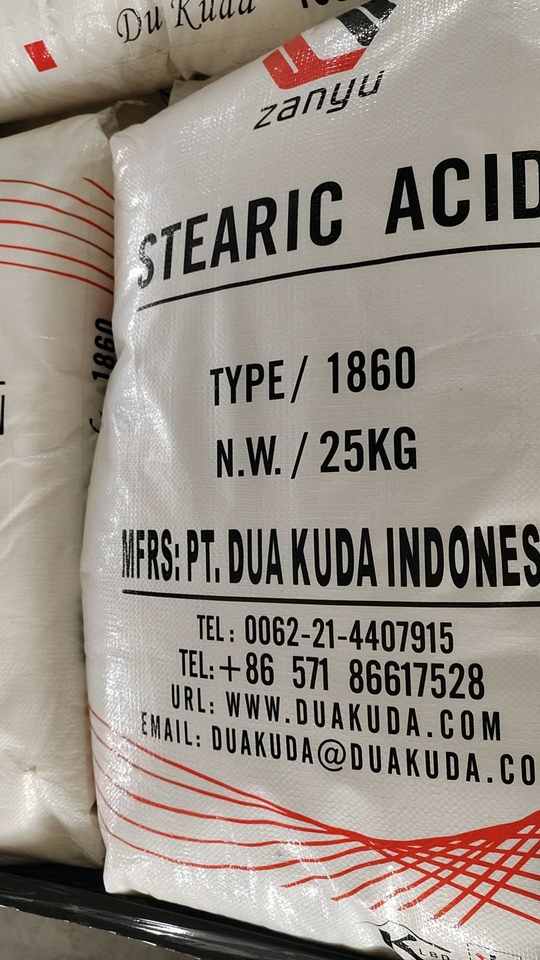 Du Kuda
zanyu
STEARIC ACID
TYPE/ 1860
N.W./ 25KG
MFRS: PT. DUA KUDA INDONES
TEL: 0062-21-4407915
TEL:+86 571 86617528
URL: WWW.DUAKUDA.COM
EMAIL: DUAKUDA@DUAKUDA.CO
1860